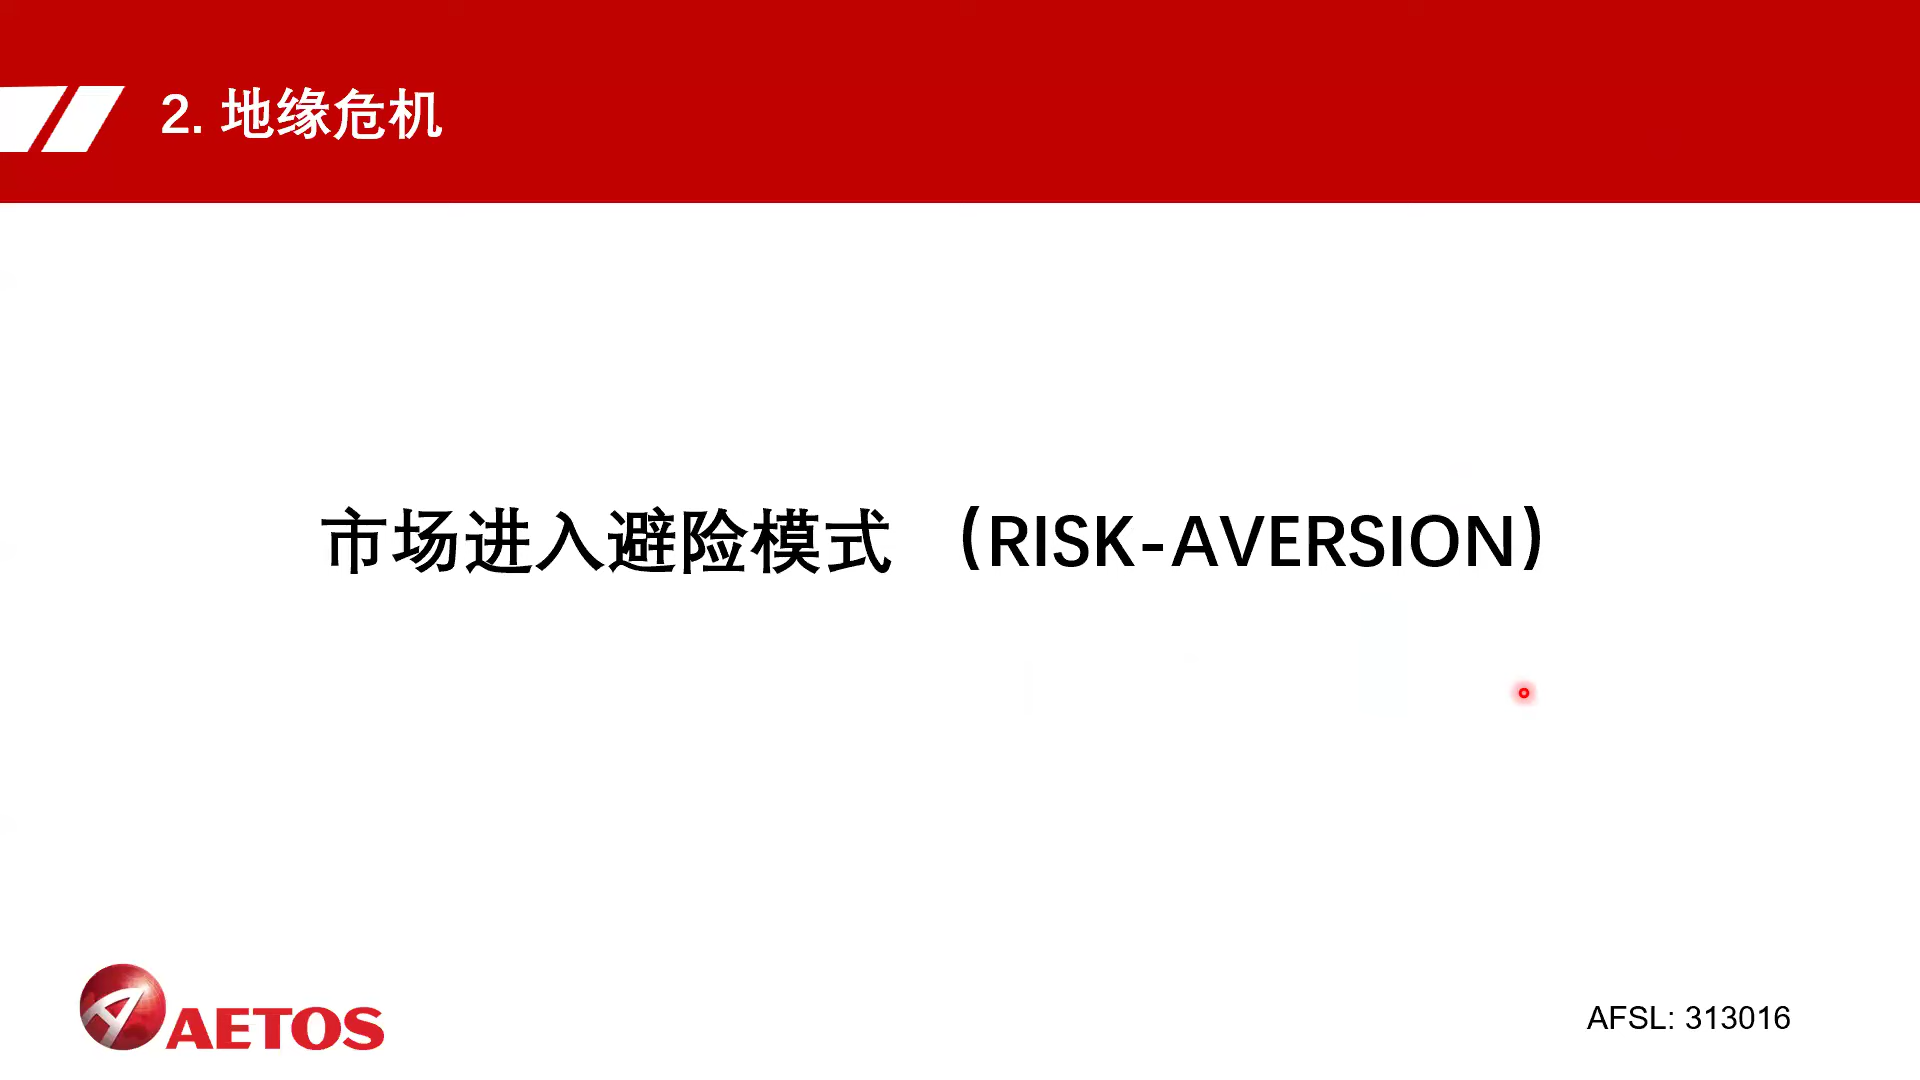 2. 地缘危机
市场进入避险模式 （RISK-AVERSION）
AETOS
AFSL: 313016